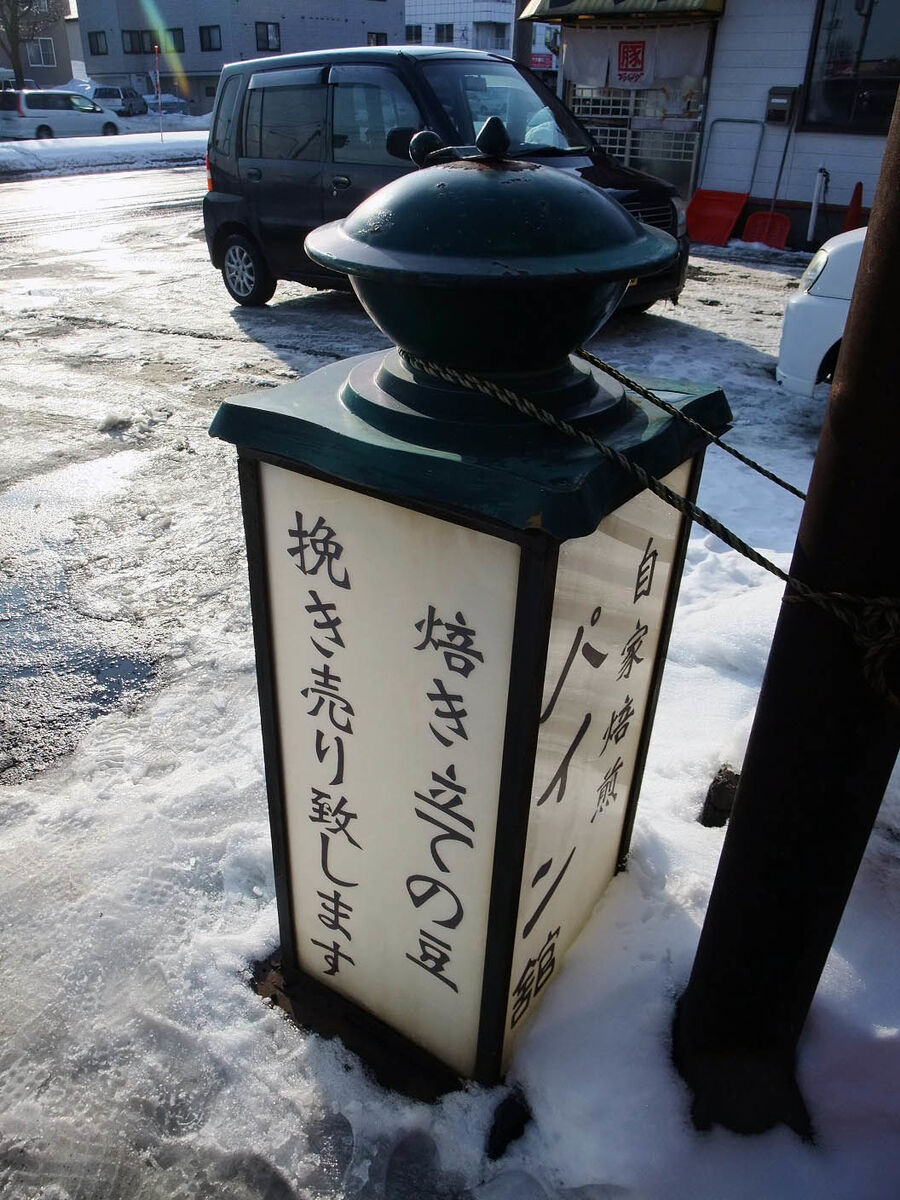 焙き立ての豆
挽き売り致します
自家焙煎
パイン館
豚